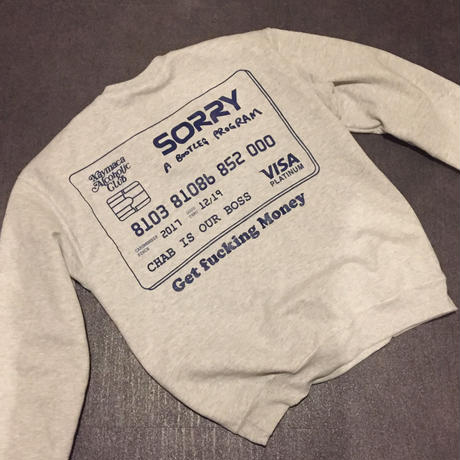 SORRY
A BOOTLEG PROGRAM
Xaymaca
Alcoholic
Club
8103 81086 852 000
2017
12/19
CHAB IS OUR BOSS
VISA
PLATINUM
Get fucking Money